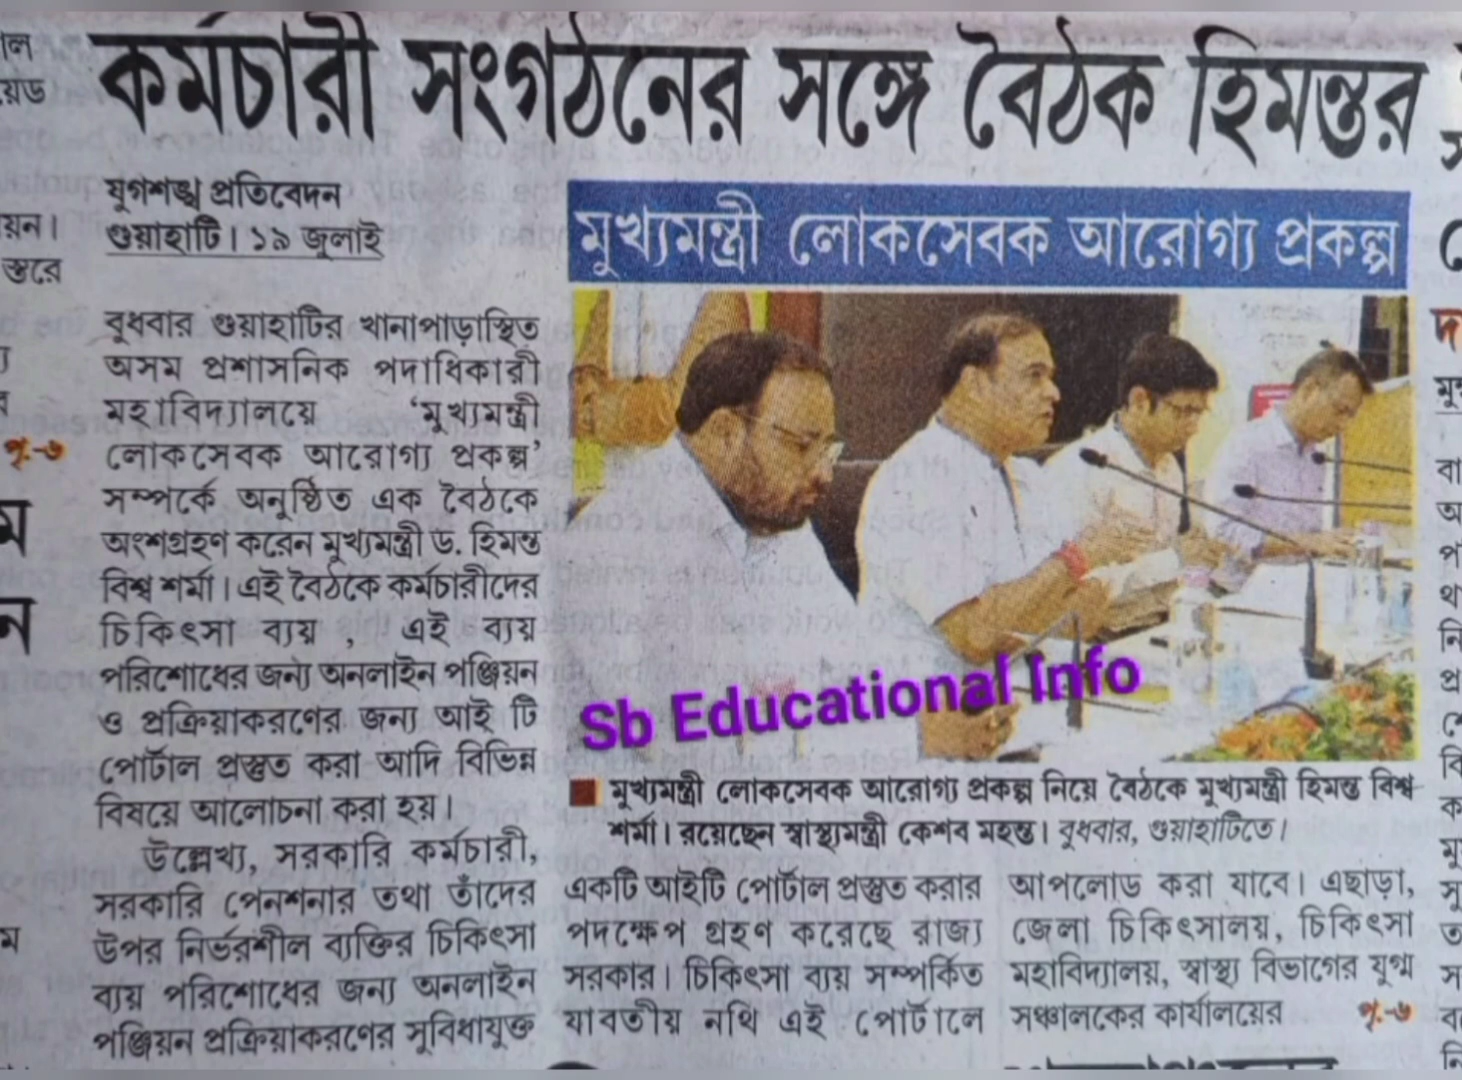 কর্মচারী সংগঠনের সঙ্গে বৈঠক হিমন্তর
যুগশঙ্খ প্রতিবেদন
গুয়াহাটি। ১৯ জুলাই
বুধবার গুয়াহাটির খানাপাড়াস্থিত
অসম প্রশাসনিক পদাধিকারী
মহাবিদ্যালয়ে ‘মুখ্যমন্ত্রী
লোকসেবক আরোগ্য প্রকল্প’
সম্পর্কে অনুষ্ঠিত এক বৈঠকে
অংশগ্রহণ করেন মুখ্যমন্ত্রী ড. হিমন্ত
বিশ্ব শর্মা। এই বৈঠকে কর্মচারীদের
চিকিৎসা ব্যয় , এই ব্যয়
পরিশোধের জন্য অনলাইন পঞ্জিয়ন
ও প্রক্রিয়াকরণের জন্য আই টি
পোর্টাল প্রস্তুত করা আদি বিভিন্ন
বিষয়ে আলোচনা করা হয়।
উল্লেখ্য, সরকারি কর্মচারী,
সরকারি পেনশনার তথা তাঁদের
উপর নির্ভরশীল ব্যক্তির চিকিৎসা
ব্যয় পরিশোধের জন্য অনলাইন
পঞ্জিয়ন প্রক্রিয়াকরণের সুবিধাযুক্ত
মুখ্যমন্ত্রী লোকসেবক আরোগ্য প্রকল্প
Sb Educational Info
মুখ্যমন্ত্রী লোকসেবক আরোগ্য প্রকল্প নিয়ে বৈঠকে মুখ্যমন্ত্রী হিমন্ত বিশ্ব
শর্মা। রয়েছেন স্বাস্থ্যমন্ত্রী কেশব মহন্ত। বুধবার, গুয়াহাটিতে।
একটি আইটি পোর্টাল প্রস্তুত করার
পদক্ষেপ গ্রহণ করেছে রাজ্য
সরকার। চিকিৎসা ব্যয় সম্পর্কিত
যাবতীয় নথি এই পোর্টালে
আপলোড করা যাবে। এছাড়া,
জেলা চিকিৎসালয়, চিকিৎসা
মহাবিদ্যালয়, স্বাস্থ্য বিভাগের যুগ্ম
সঞ্চালকের কার্যালয়ের পৃ.-৬
য়েড
য়ন।
স্তরে
পৃ.-৬